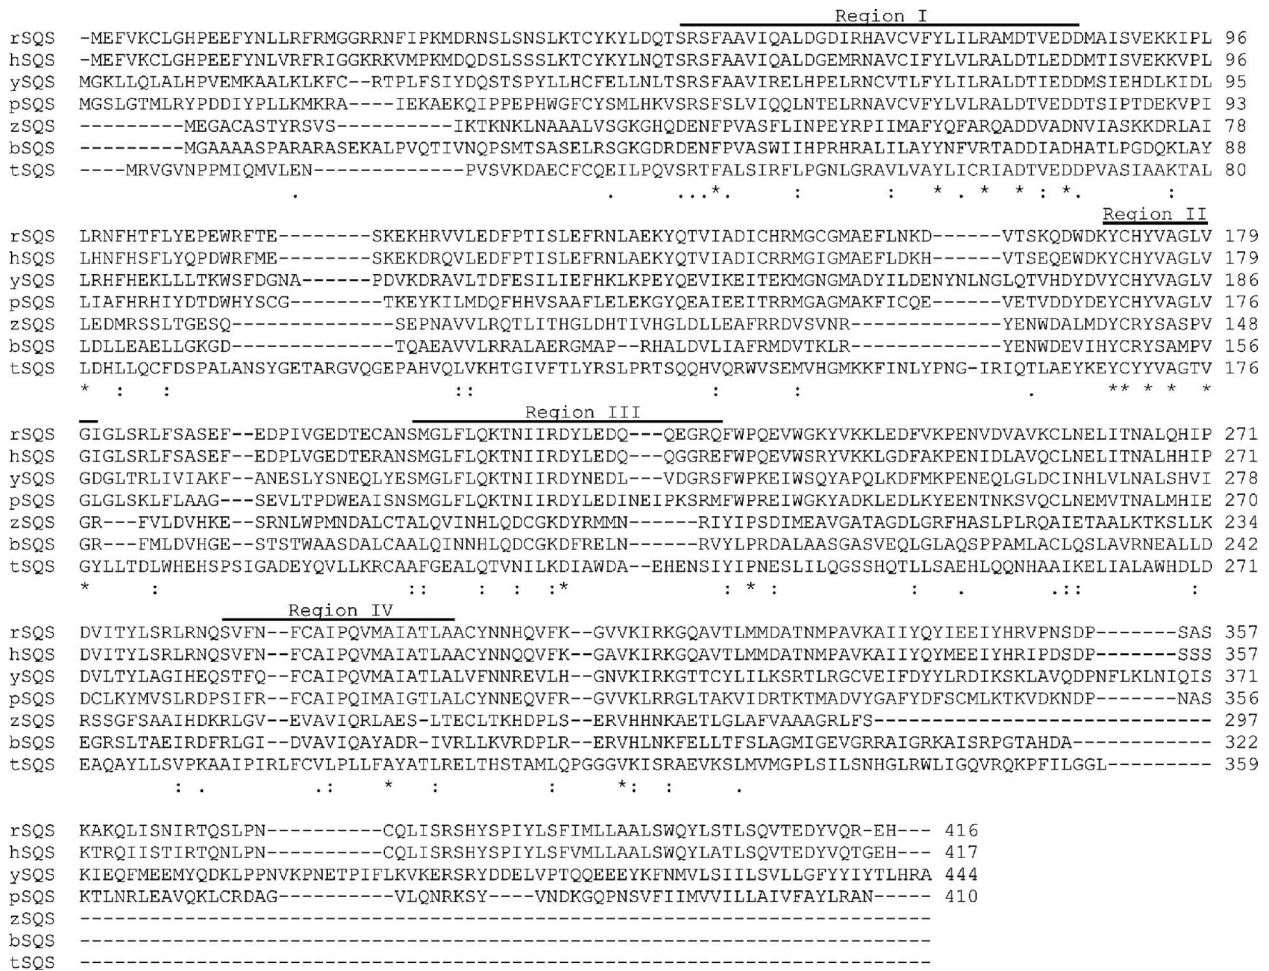 Region I
rSQS -MEFVKCLGHPEEFYNLLRFRMGGRRNFIPKMDRNSLSNSLKTCYKYLDQTSRSFAAVIQALDGDIRHAVCVFYLILRAMDTVEDDMAISVEKKIPL 96
hSQS -MEFVKCLGHPEEFYNLVRFRIGGKRKVMPKMDQDSLSSSLKTCYKYLNQTSRSFAAVIQALDGEMRNAVCIFYLVLRALDTLEDDMTISVEKKVPL 96
ySQS MGKLLQLALHPVEMKAALKLKFC--RTPLFSIYDQSTSPYLLHCFELLNLTSRSFAAVIRELHPELRNCVTLFYLILRALDTIEDDMSIEHDLKIDL 95
pSQS MGSLGTMLRYPDDIYPLLKMKRA----IEKAEKQIPPEPHWGFCYSMLHKVSRSFSLVIQQLNTELRNAVCVFYLVLRALDTVEDDTSIPTDEKVPI 93
zSQS ---------MEGACASTYRSVS----------IKTKNKLNAAALVSGKGHQDENFPVASFLINPEYRPIIMAFYQFARQADDVADNVIASKKDRLAI 78
bSQS ---------MGAAAASPARARASEKALPVQTIVNQPSMTSASELRSGKGDRDENFPVASWIIHPRHRALILAYYNFVRTADDIADHATLPGDQKLAY 88
tSQS ----MRVGVNPPMIQMVLEN-------------PVSVKDAECFCQEILPQVSRTFALSIRFLPGNLGRAVLVAYLICRIADTVEDDPVASIAAKTAL 80
. . ...* : : * . * * : * . :
Region II
rSQS LRNFHTFLYEPEWRFTE--------SKEKHRVVLEDFPTISLEFRNLAEKYQTVIADICHRMGCGMAEFLNKD------VTSKQDWDKYCHYVAGLV 179
hSQS LHNFHSFLYQPDWRFME--------SKEKDRQVLEDFPTISLEFRNLAEKYQTVIADICRRMGIGMAEFLDKH------VTSEQEWDKYCHYVAGLV 179
ySQS LRHFHEKLLLTKWSFDGNA------PDVKDRAVLTDFESILIEFHKLKPEYQEVIKEITEKMGNGMADYILDENYNLNGLQTVHDYDVYCHYVAGLV 186
pSQS LIAFHRHIYDTDWHYSCG-------TKEYKILMDQFHHVSAAFLELEKGYQEAIEEITRRMGAGMAKFICQE------VETVDDYDEYCHYVAGLV 176
zSQS LEDMRSSLTGESQ--------------SEPNAVVLRQTLITHGLDHTIVHGLDLLEAFRRDVSVNR------------YENWDALMDYCRYSASPV 148
bSQS LDLLEAELLGKGD--------------TQAEAVVLRRALAERGMAP--RHALDVLIAFRMDVTKLR------------YENWDEVIHYCRYSAMPV 156
tSQS LDHLLQCFDSPALANSYGETARGVQGEPAHVQLVKHTGIVFTLYRSLPRTSQQHVQRWVSEMVHGMKKFINLYPNG-IRIQTLAEYKEYCYYVAGTV 176
* : : :: : : . ** * * *
Region III
rSQS GIGLSRLFSASEF--EDPIVGEDTECANSMGLFLQKTNIIRDYLEDQ---QEGRQFWPQEVWGKYVKKLEDFVKPENVDVAVKCLNELITNALQHIP 271
hSQS GIGLSRLFSASEF--EDPLVGEDTERANSMGLFLQKTNIIRDYLEDQ---QGGREFWPQEVWSRYVKKLGDFAKPENIDLAVQCLNELITNALHHIP 271
ySQS GDGLTRLIVIAKF--ANESLYSNEQLYESMGLFLQKTNIIRDYNEDL---VDGRSFWPKEIWSQYAPQLKDFMKPENEQLGLDCINHLVLNALSHVI 278
pSQS GLGLSKLFLAAG---SEVLTPDWEAISNSMGLFLQKTNIIRDYLEDINEIPKSRMFWPREIWGKYADKLEDLKYEENTNKSVQCLNEMVTNALMHIE 270
zSQS GR---FVLDVHKE--SRNLWPMNDALCTALQVINHLQDCGKDYRMMN------RIYIPSDIMEAVGATAGDLGRFHASLPLRQAIETAALKTKSLLK 234
bSQS GR---FMLDVHGE--STSTWAASDALCAALQINNHLQDCGKDFRELN------RVYLPRDALAASGASVEQLGLAQSPPAMLACLQSLAVRNEALLD 242
tSQS GYLLTDLWHEHSPSIGADEYQVLLKRCAAFGEALQTVNILKDIAWDA--EHENSIYIPNESLILQGSSHQTLLSAEHLQQNHAAIKELIALAWHDLD 271
* : :: : : :* : * : . .:: :
Region IV
rSQS DVITYLSRLRNQSVFN--FCAIPQVMAIATLAACYNNHQVFK--GVVKIRKGQAVTLMMDATNMPAVKAIIYQYIEEIYHRVPNSDP-------SAS 357
hSQS DVITYLSRLRNQSVFN--FCAIPQVMAIATLAACYNNQQVFK--GAVKIRKGQAVTLMMDATNMPAVKAIIYQYMEEIYHRIPDSDP-------SSS 357
ySQS DVLTYLAGIHEQSTFQ--FCAIPQVMAIATLALVFNNREVLH--GNVKIRKGTTCYLILKSRTLRGCVEIFDYYLRDIKSKLAVQDPNFLKLNIQIS 371
pSQS DCLKYMVSLRDPSIFR--FCAIPQIMAIGTLALCYNNEQVFR--GVVKLRRGLTAKVIDRTKTMADVYGAFYDFSCMLKTKVDKNDP-------NAS 356
zSQS RSSGFSAAIHDKRLGV--EVAVIQRLAES-LTECLTKHDPLS--ERVHHNKAETLGLAFVAAAGRLFS----------------------------- 297
bSQS EGRSLTAEIRDFRLGI--DVAVIQAYADR-IVRLLKVRDPLR--ERVHLNKFELLTFSLAGMIGEVGRRAIGRKAISRPGTAHDA------------ 322
tSQS EAQAYLLSVPKAAIPIRLFCVLPLLFAYATLRELTHSTAMLQPGGGVKISRAEVKSLMVMGPLSILSNHGLRWLIGQVRQKPFILGGL--------- 359
: . .: * : : *: : .
rSQS KAKQLISNIRTQSLPN----------CQLISRSHYSPIYLSFIMLLAALSWQYLSTLSQVTEDYVQR-EH--- 416
hSQS KTRQIISTIRTQNLPN----------CQLISRSHYSPIYLSFVMLLAALSWQYLATLSQVTEDYVQTGEH--- 417
ySQS KIEQFMEEMYQDKLPPNVKPNETPIFLKVKERSRYDDELVPTQQEEEYKFNMVLSIILSVLLGFYYIYTLHRA 444
pSQS KTLNRLEAVQKLCRDAG----------VLQNRKSY---VNDKGQPNSVFIIMVVILLAIVFAYLRAN----- 410
zSQS -------------------------------------------------------------------------
bSQS -------------------------------------------------------------------------
tSQS -------------------------------------------------------------------------